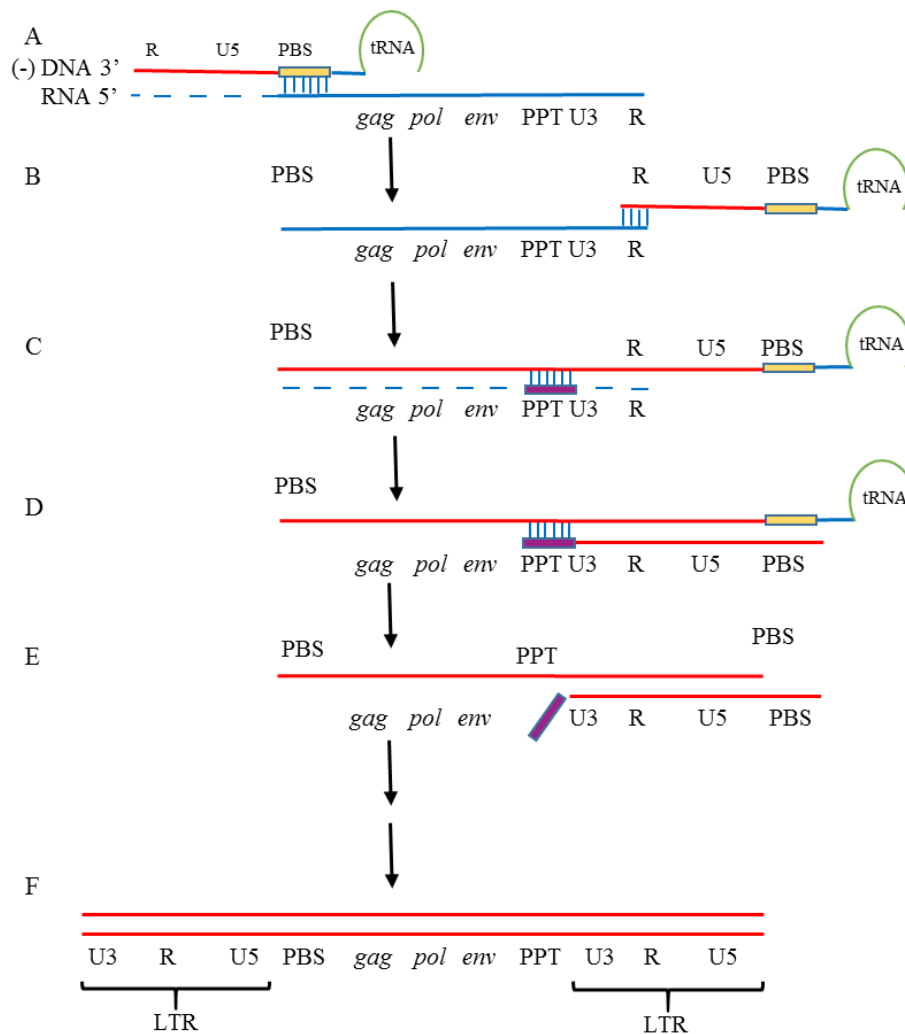 A
R U5 PBS tRNA
(-) DNA 3’
RNA 5’
gag pol env PPT U3 R
B
PBS R U5 PBS tRNA
gag pol env PPT U3 R
C
PBS R U5 PBS tRNA
gag pol env PPT U3 R
D
PBS tRNA
gag pol env PPT U3 R U5 PBS
E
PBS PPT PBS
gag pol env U3 R U5 PBS
F
U3 R U5 PBS gag pol env PPT U3 R U5
LTR LTR